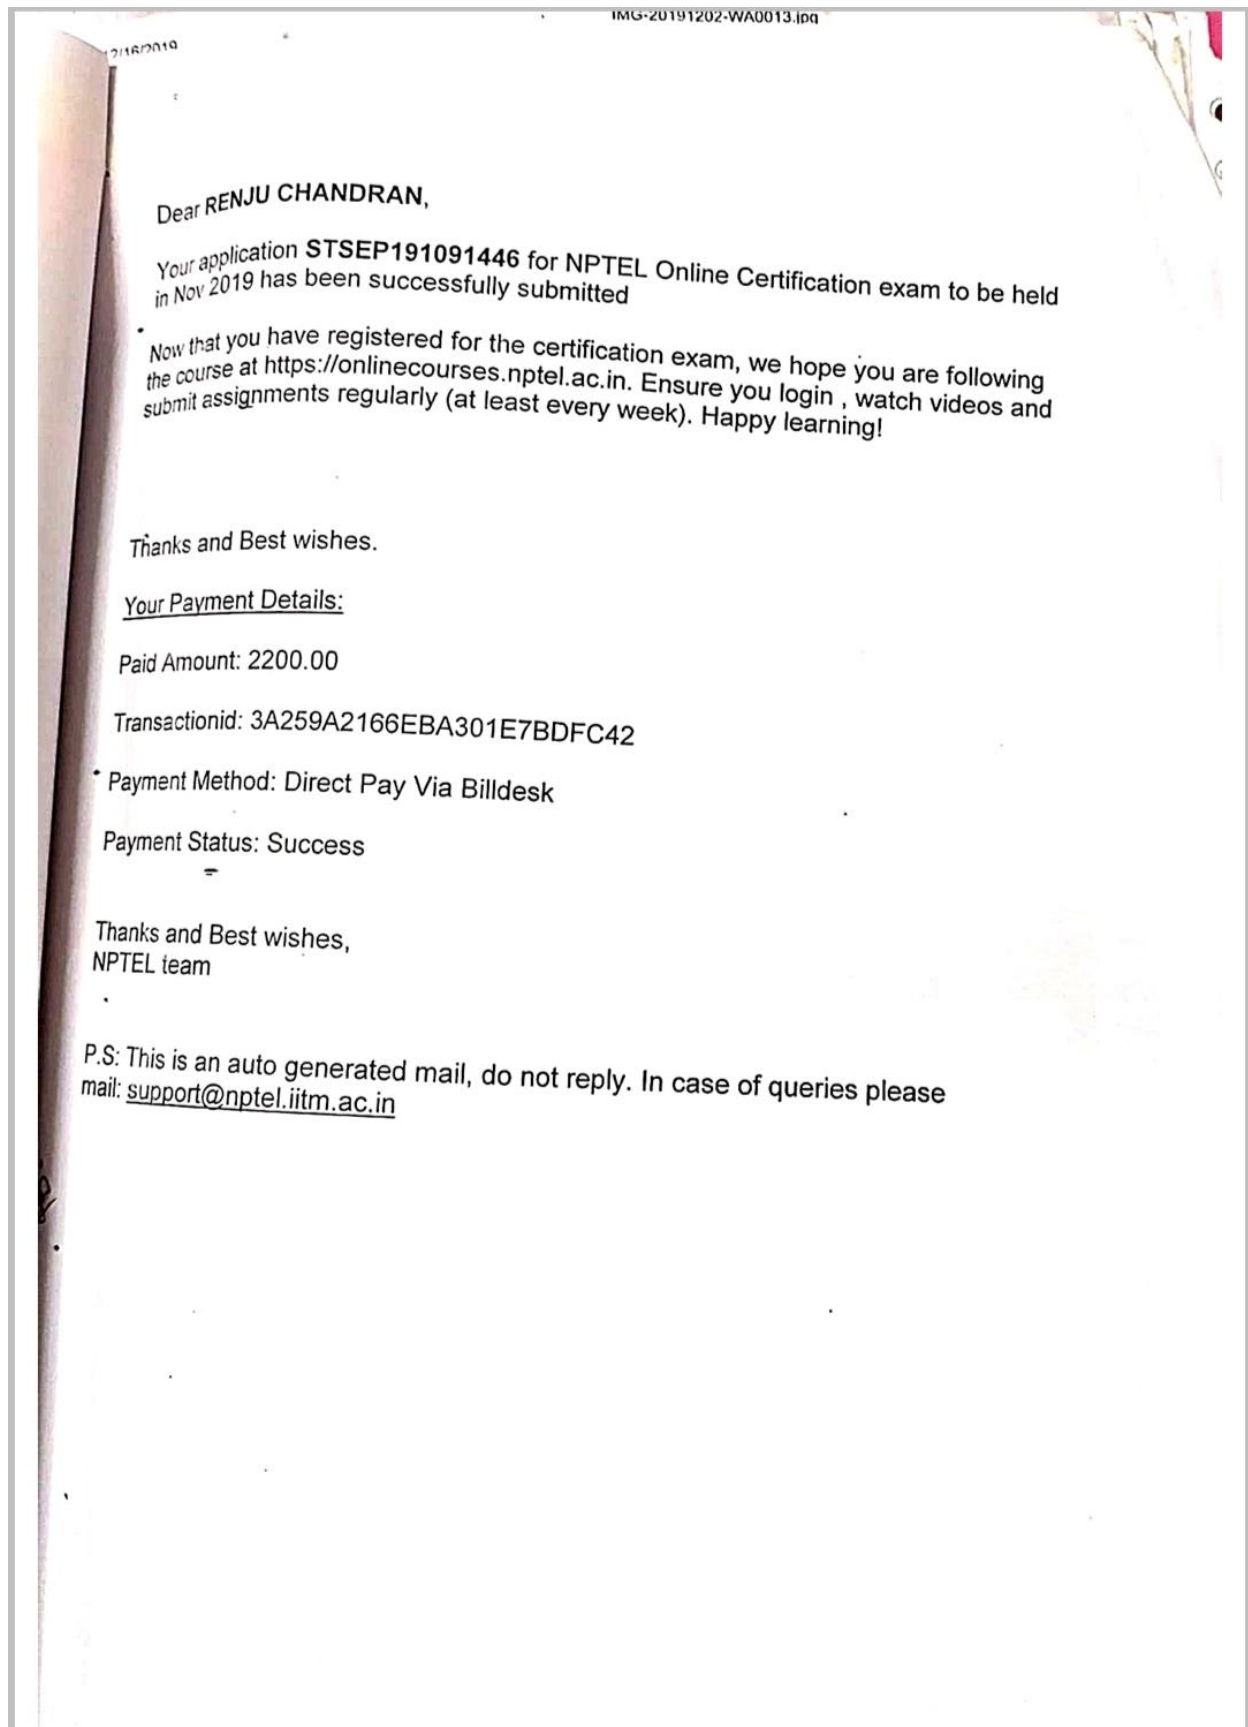 IMG-20191202-WA0013.jpg
12/16/2019
Dear RENJU CHANDRAN,
Your application STSEP191091446 for NPTEL Online Certification exam to be held
in Nov 2019 has been successfully submitted
Now that you have registered for the certification exam, we hope you are following
the course at https://onlinecourses.nptel.ac.in. Ensure you login , watch videos and
submit assignments regularly (at least every week). Happy learning!
Thanks and Best wishes.
Your Payment Details:
Paid Amount: 2200.00
Transactionid: 3A259A2166EBA301E7BDFC42
Payment Method: Direct Pay Via Billdesk
Payment Status: Success
Thanks and Best wishes,
NPTEL team
P.S: This is an auto generated mail, do not reply. In case of queries please
mail: support@nptel.iitm.ac.in